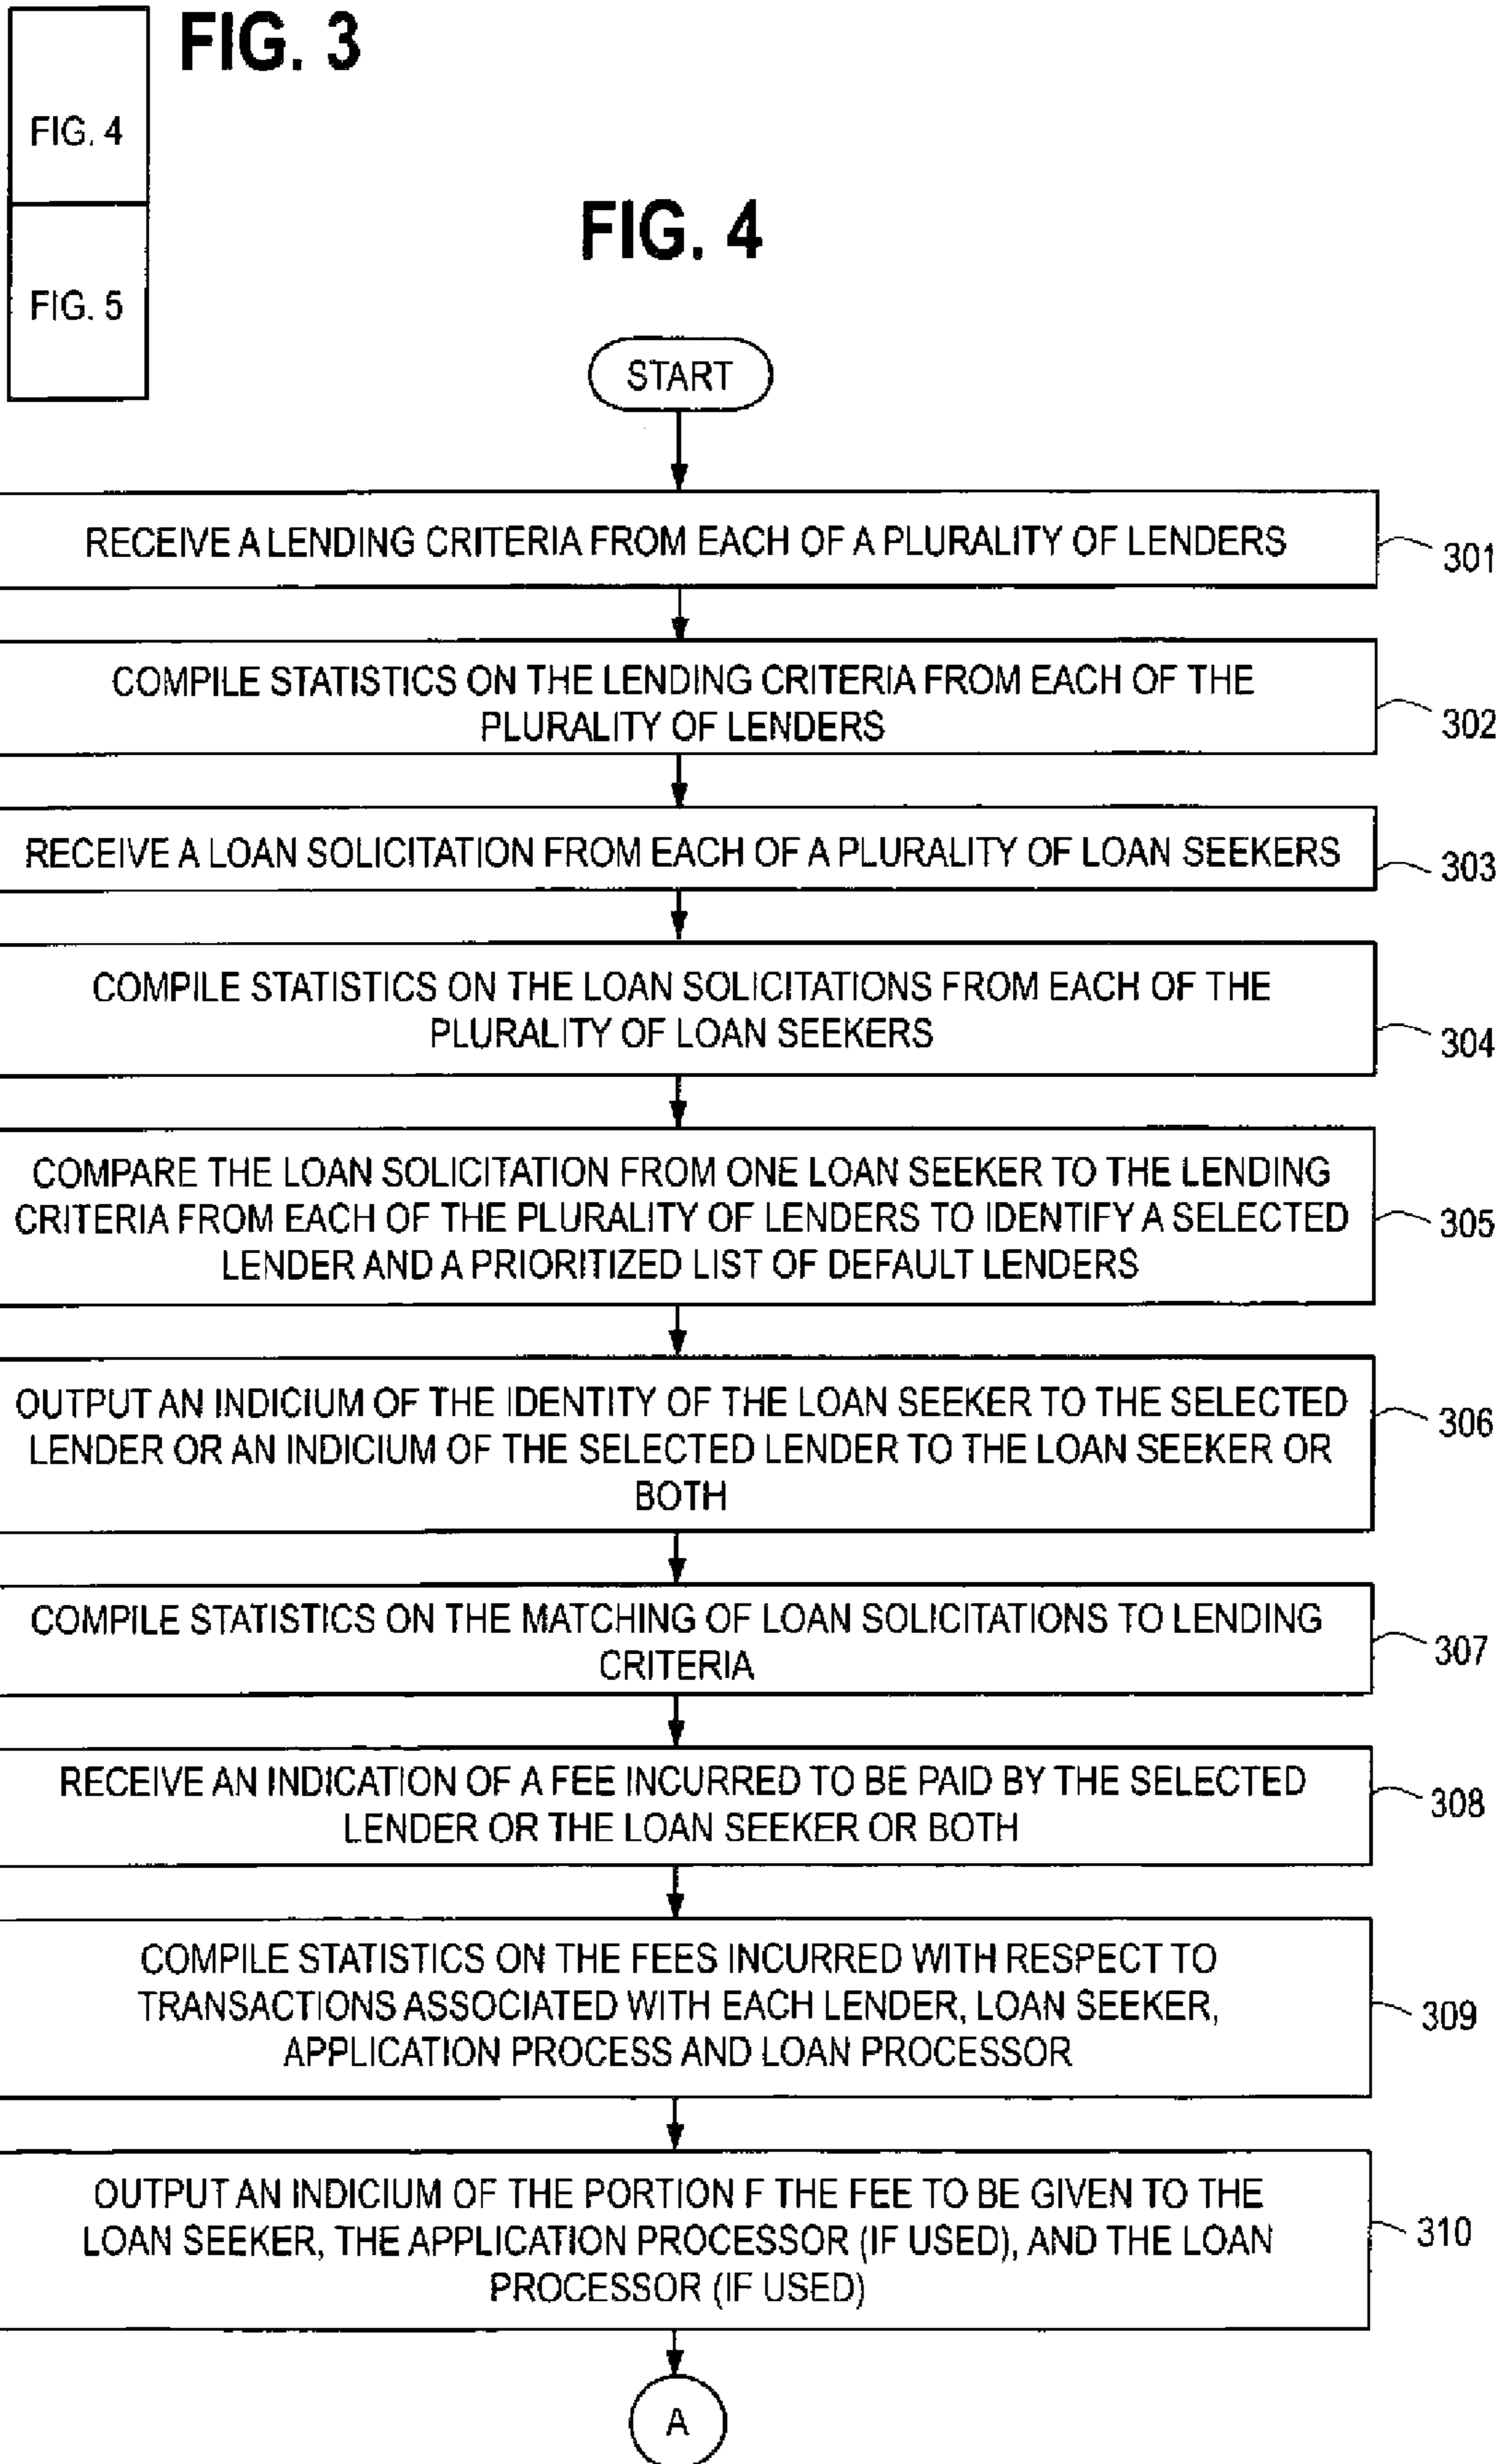 FIG. 3
FIG. 4
FIG. 5
FIG. 4
START
RECEIVE A LENDING CRITERIA FROM EACH OF A PLURALITY OF LENDERS
301
COMPILE STATISTICS ON THE LENDING CRITERIA FROM EACH OF THE
PLURALITY OF LENDERS
302
RECEIVE A LOAN SOLICITATION FROM EACH OF A PLURALITY OF LOAN SEEKERS
303
COMPILE STATISTICS ON THE LOAN SOLICITATIONS FROM EACH OF THE
PLURALITY OF LOAN SEEKERS
304
COMPARE THE LOAN SOLICITATION FROM ONE LOAN SEEKER TO THE LENDING
CRITERIA FROM EACH OF THE PLURALITY OF LENDERS TO IDENTIFY A SELECTED
LENDER AND A PRIORITIZED LIST OF DEFAULT LENDERS
305
OUTPUT AN INDICIUM OF THE IDENTITY OF THE LOAN SEEKER TO THE SELECTED
LENDER OR AN INDICIUM OF THE SELECTED LENDER TO THE LOAN SEEKER OR
BOTH
306
COMPILE STATISTICS ON THE MATCHING OF LOAN SOLICITATIONS TO LENDING
CRITERIA
307
RECEIVE AN INDICATION OF A FEE INCURRED TO BE PAID BY THE SELECTED
LENDER OR THE LOAN SEEKER OR BOTH
308
COMPILE STATISTICS ON THE FEES INCURRED WITH RESPECT TO
TRANSACTIONS ASSOCIATED WITH EACH LENDER, LOAN SEEKER,
APPLICATION PROCESS AND LOAN PROCESSOR
309
OUTPUT AN INDICIUM OF THE PORTION F THE FEE TO BE GIVEN TO THE
LOAN SEEKER, THE APPLICATION PROCESSOR (IF USED), AND THE LOAN
PROCESSOR (IF USED)
310
A